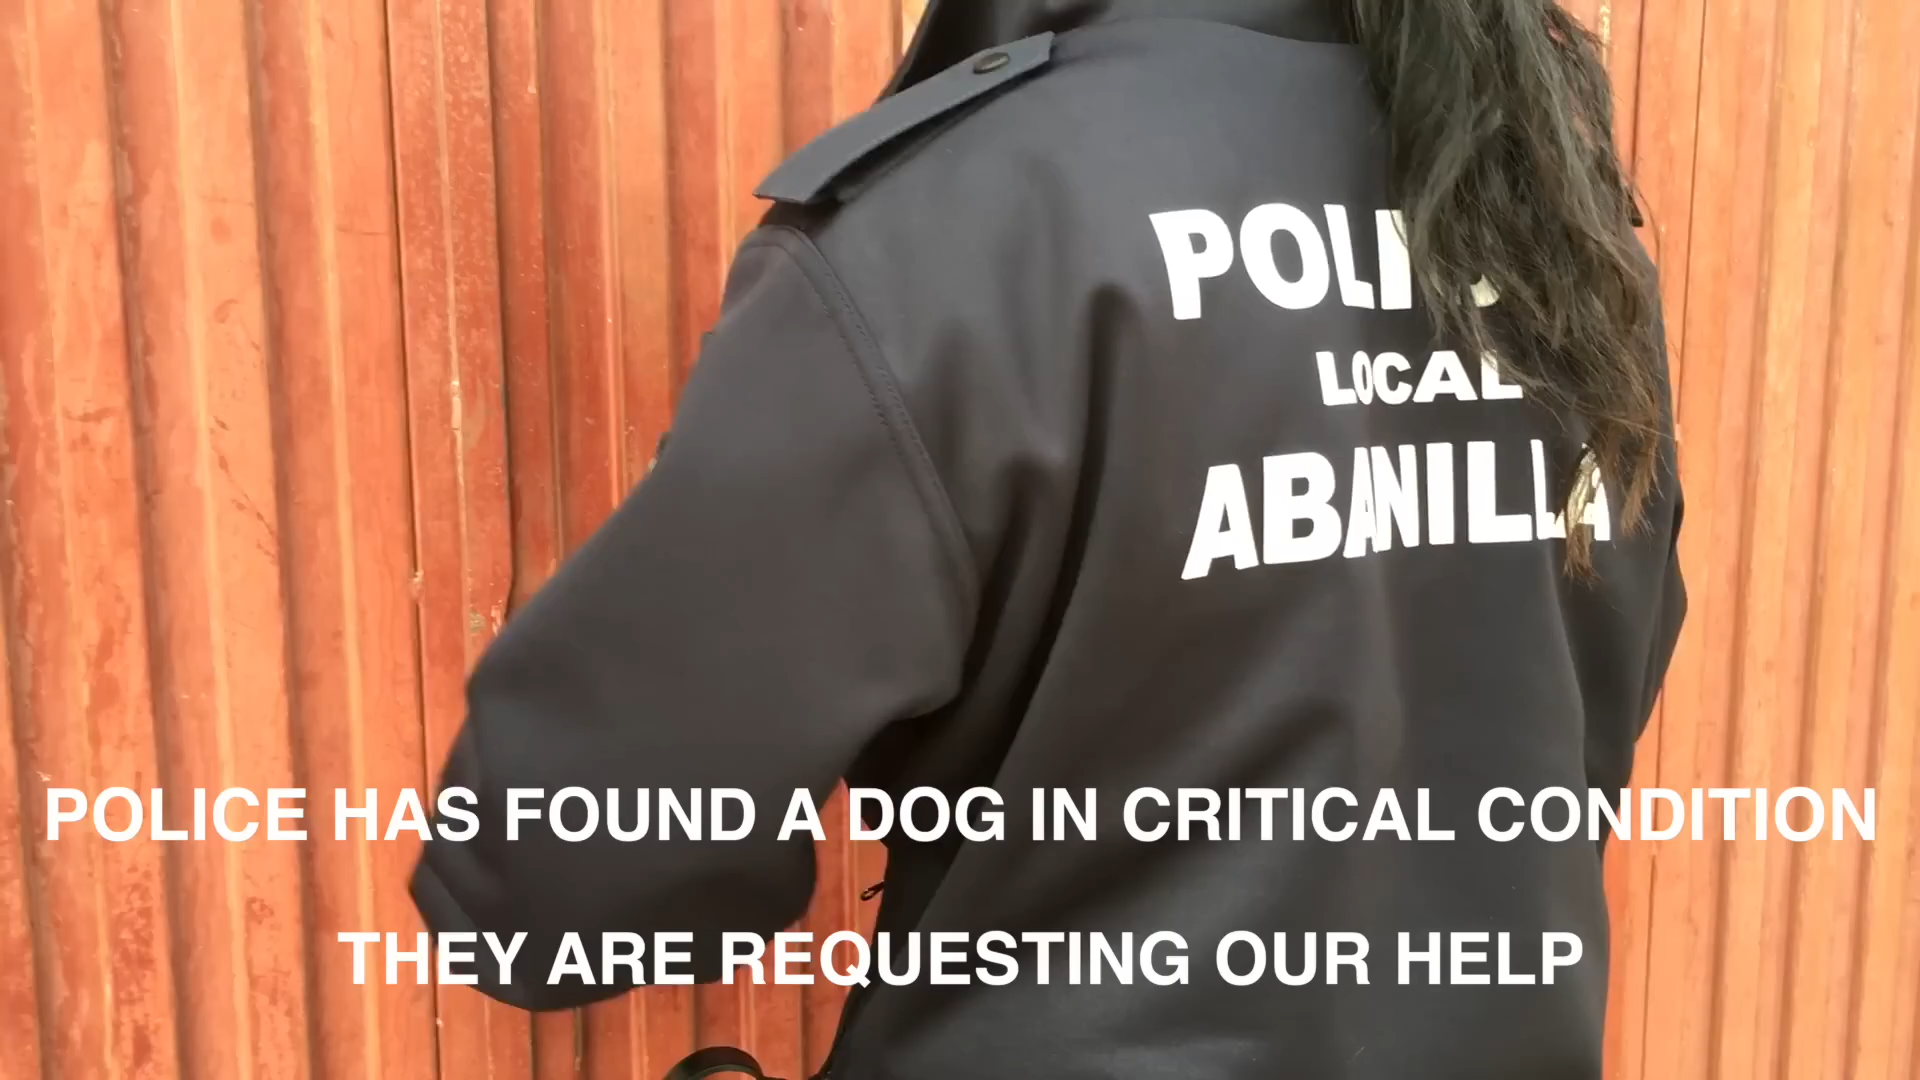 LOCAL
ABANILLA
POLICE HAS FOUND A DOG IN CRITICAL CONDITION
THEY ARE REQUESTING OUR HELP